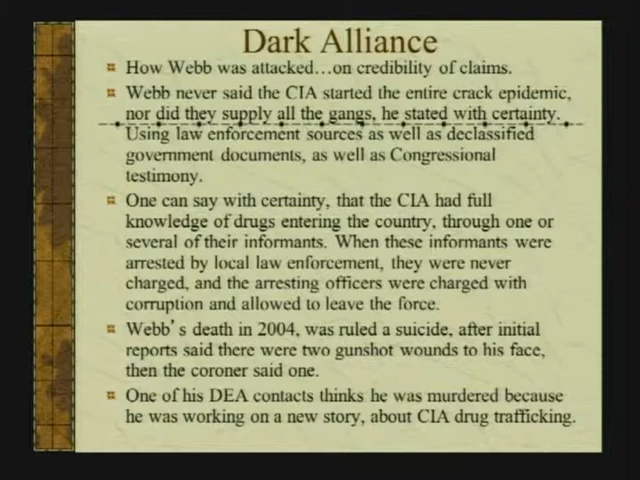 Dark Alliance
How Webb was attacked…on credibility of claims.
Webb never said the CIA started the entire crack epidemic,
nor did they supply all the gangs, he stated with certainty.
Using law enforcement sources as well as declassified
government documents, as well as Congressional
testimony.
One can say with certainty, that the CIA had full
knowledge of drugs entering the country, through one or
several of their informants. When these informants were
arrested by local law enforcement, they were never
charged, and the arresting officers were charged with
corruption and allowed to leave the force.
Webb's death in 2004, was ruled a suicide, after initial
reports said there were two gunshot wounds to his face,
then the coroner said one.
One of his DEA contacts thinks he was murdered because
he was working on a new story, about CIA drug trafficking.